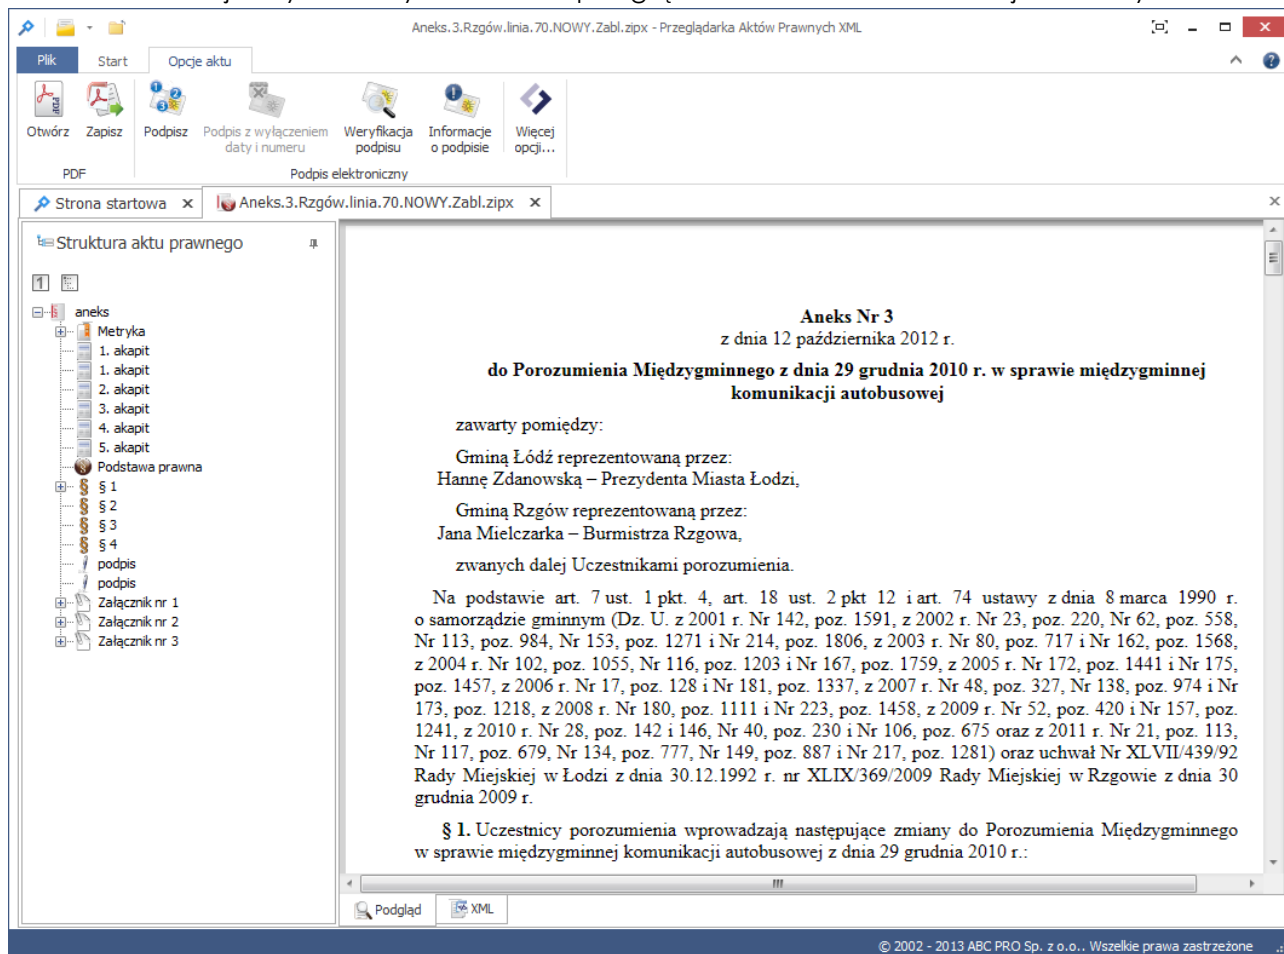 Aneks.3.Rzgów.linia.70.NOWY.Zabl.zipx - Przeglądarka Aktów Prawnych XML
Plik Start Opcje aktu
Otwórz Zapisz Podpisz Podpis z wyłączeniem daty i numeru Weryfikacja podpisu Informacje o podpisie Więcej opcji...
PDF Podpis elektroniczny
Strona startowa x Aneks.3.Rzgów.linia.70.NOWY.Zabl.zipx x
Struktura aktu prawnego
aneks
Metryka
1. akapit
1. akapit
2. akapit
3. akapit
4. akapit
5. akapit
Podstawa prawna
§ 1
§ 2
§ 3
§ 4
podpis
podpis
Załącznik nr 1
Załącznik nr 2
Załącznik nr 3
Aneks Nr 3
z dnia 12 października 2012 r.
do Porozumienia Międzygminnego z dnia 29 grudnia 2010 r. w sprawie międzygminnej
komunikacji autobusowej
zawarty pomiędzy:
Gminą Łódź reprezentowaną przez:
Hannę Zdanowską – Prezydenta Miasta Łodzi,
Gminą Rzgów reprezentowaną przez:
Jana Mielczarka – Burmistrza Rzgowa,
zwanych dalej Uczestnikami porozumienia.
Na podstawie art. 7 ust. 1 pkt. 4, art. 18 ust. 2 pkt 12 i art. 74 ustawy z dnia 8 marca 1990 r.
o samorządzie gminnym (Dz. U. z 2001 r. Nr 142, poz. 1591, z 2002 r. Nr 23, poz. 220, Nr 62, poz. 558,
Nr 113, poz. 984, Nr 153, poz. 1271 i Nr 214, poz. 1806, z 2003 r. Nr 80, poz. 717 i Nr 162, poz. 1568,
z 2004 r. Nr 102, poz. 1055, Nr 116, poz. 1203 i Nr 167, poz. 1759, z 2005 r. Nr 172, poz. 1441 i Nr 175,
poz. 1457, z 2006 r. Nr 17, poz. 128 i Nr 181, poz. 1337, z 2007 r. Nr 48, poz. 327, Nr 138, poz. 974 i Nr
173, poz. 1218, z 2008 r. Nr 180, poz. 1111 i Nr 223, poz. 1458, z 2009 r. Nr 52, poz. 420 i Nr 157, poz.
1241, z 2010 r. Nr 28, poz. 142 i 146, Nr 40, poz. 230 i Nr 106, poz. 675 oraz z 2011 r. Nr 21, poz. 113,
Nr 117, poz. 679, Nr 134, poz. 777, Nr 149, poz. 887 i Nr 217, poz. 1281) oraz uchwał Nr XLVII/439/92
Rady Miejskiej w Łodzi z dnia 30.12.1992 r. nr XLIX/369/2009 Rady Miejskiej w Rzgowie z dnia 30
grudnia 2009 r.
§ 1. Uczestnicy porozumienia wprowadzają następujące zmiany do Porozumienia Międzygminnego
w sprawie międzygminnej komunikacji autobusowej z dnia 29 grudnia 2010 r.:
Podgląd XML
© 2002 - 2013 ABC PRO Sp. z o.o.. Wszelkie prawa zastrzeżone